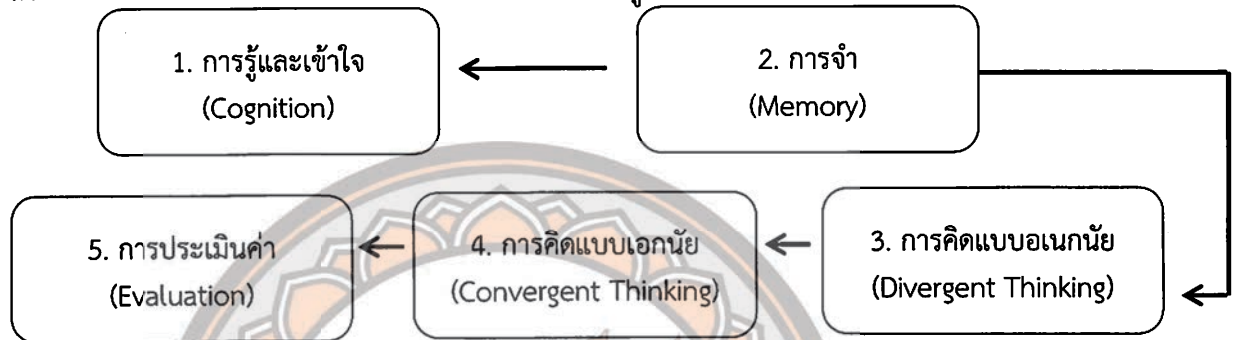 1. การรู้และเข้าใจ
(Cognition)
2. การจำ
(Memory)
3. การคิดแบบอเนกนัย
(Divergent Thinking)
4. การคิดแบบเอกนัย
(Convergent Thinking)
5. การประเมินค่า
(Evaluation)